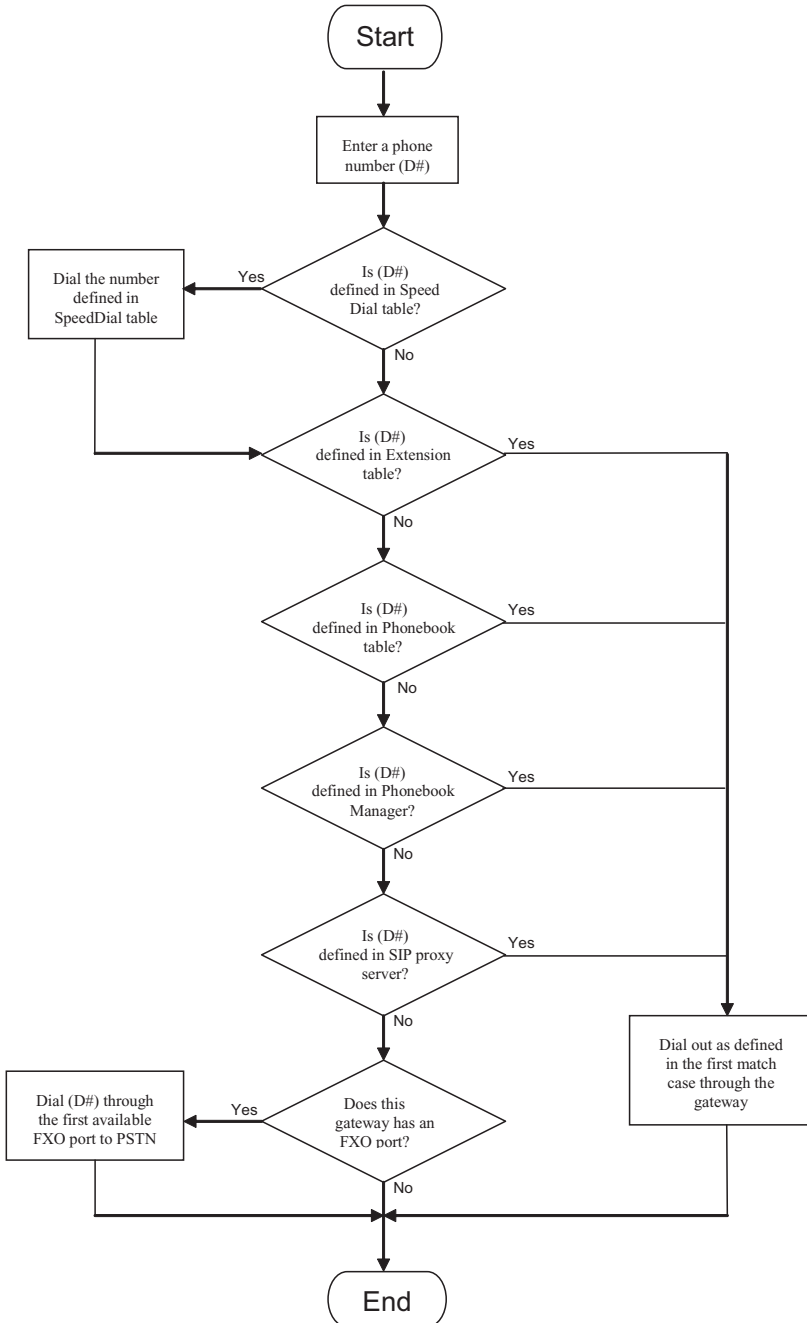 Start
Enter a phone
number (D#)
Is (D#)
defined in Speed
Dial table?
Yes
Dial the number
defined in
SpeedDial table
No
Is (D#)
defined in Extension
table?
Yes
No
Is (D#)
defined in Phonebook
table?
Yes
No
Is (D#)
defined in Phonebook
Manager?
Yes
No
Is (D#)
defined in SIP proxy
server?
Yes
No
Dial out as defined
in the first match
case through the
gateway
Does this
gateway has an
FXO port?
Yes
Dial (D#) through
the first available
FXO port to PSTN
No
End